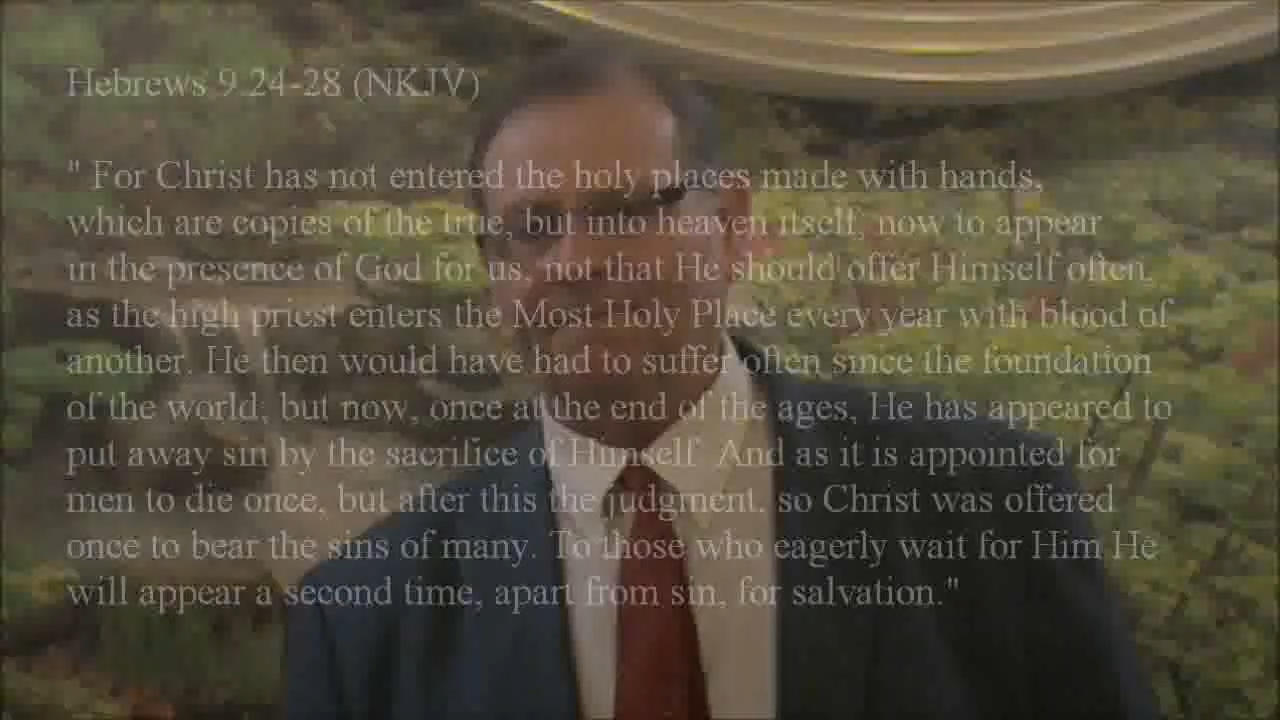 Hebrews 9.24-28 (NKJV)
" For Christ has not entered the holy places made with hands,
which are copies of the true, but into heaven itself, now to appear
in the presence of God for us, not that He should offer Himself often,
as the high priest enters the Most Holy Place every year with blood of
another. He then would have had to suffer often since the foundation
of the world; but now, once at the end of the ages, He has appeared to
put away sin by the sacrifice of Himself. And as it is appointed for
men to die once, but after this the judgment, so Christ was offered
once to bear the sins of many. To those who eagerly wait for Him He
will appear a second time, apart from sin, for salvation."